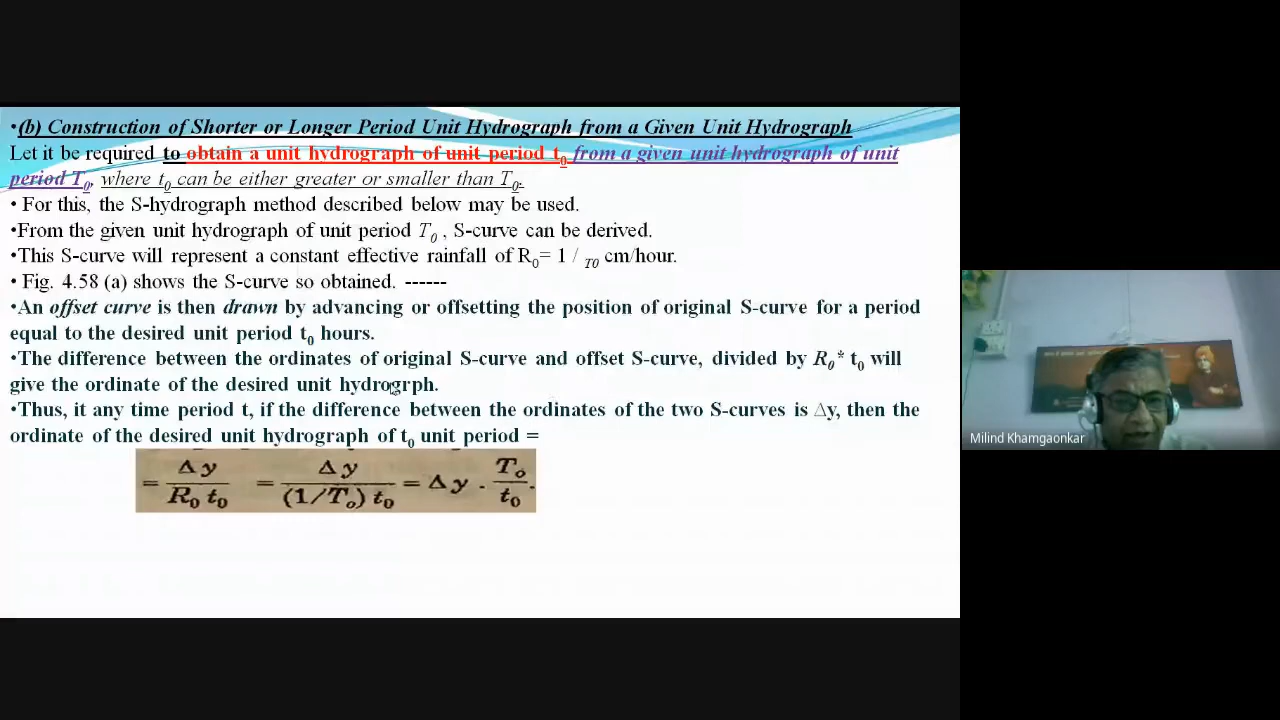 •(b) Construction of Shorter or Longer Period Unit Hydrograph from a Given Unit Hydrograph
Let it be required to obtain a unit hydrograph of unit period t0 from a given unit hydrograph of unit
period T0, where t0 can be either greater or smaller than T0.
• For this, the S-hydrograph method described below may be used.
•From the given unit hydrograph of unit period T0 , S-curve can be derived.
•This S-curve will represent a constant effective rainfall of R0= 1 / T0 cm/hour.
• Fig. 4.58 (a) shows the S-curve so obtained. ------
•An offset curve is then drawn by advancing or offsetting the position of original S-curve for a period
equal to the desired unit period t0 hours.
•The difference between the ordinates of original S-curve and offset S-curve, divided by R0* t0 will
give the ordinate of the desired unit hydrogrph.
•Thus, it any time period t, if the difference between the ordinates of the two S-curves is Δy, then the
ordinate of the desired unit hydrograph of t0 unit period =
= Δy / R0 t0 = Δy / (1/To) t0 = Δy . To / t0.
Milind Khamgaonkar